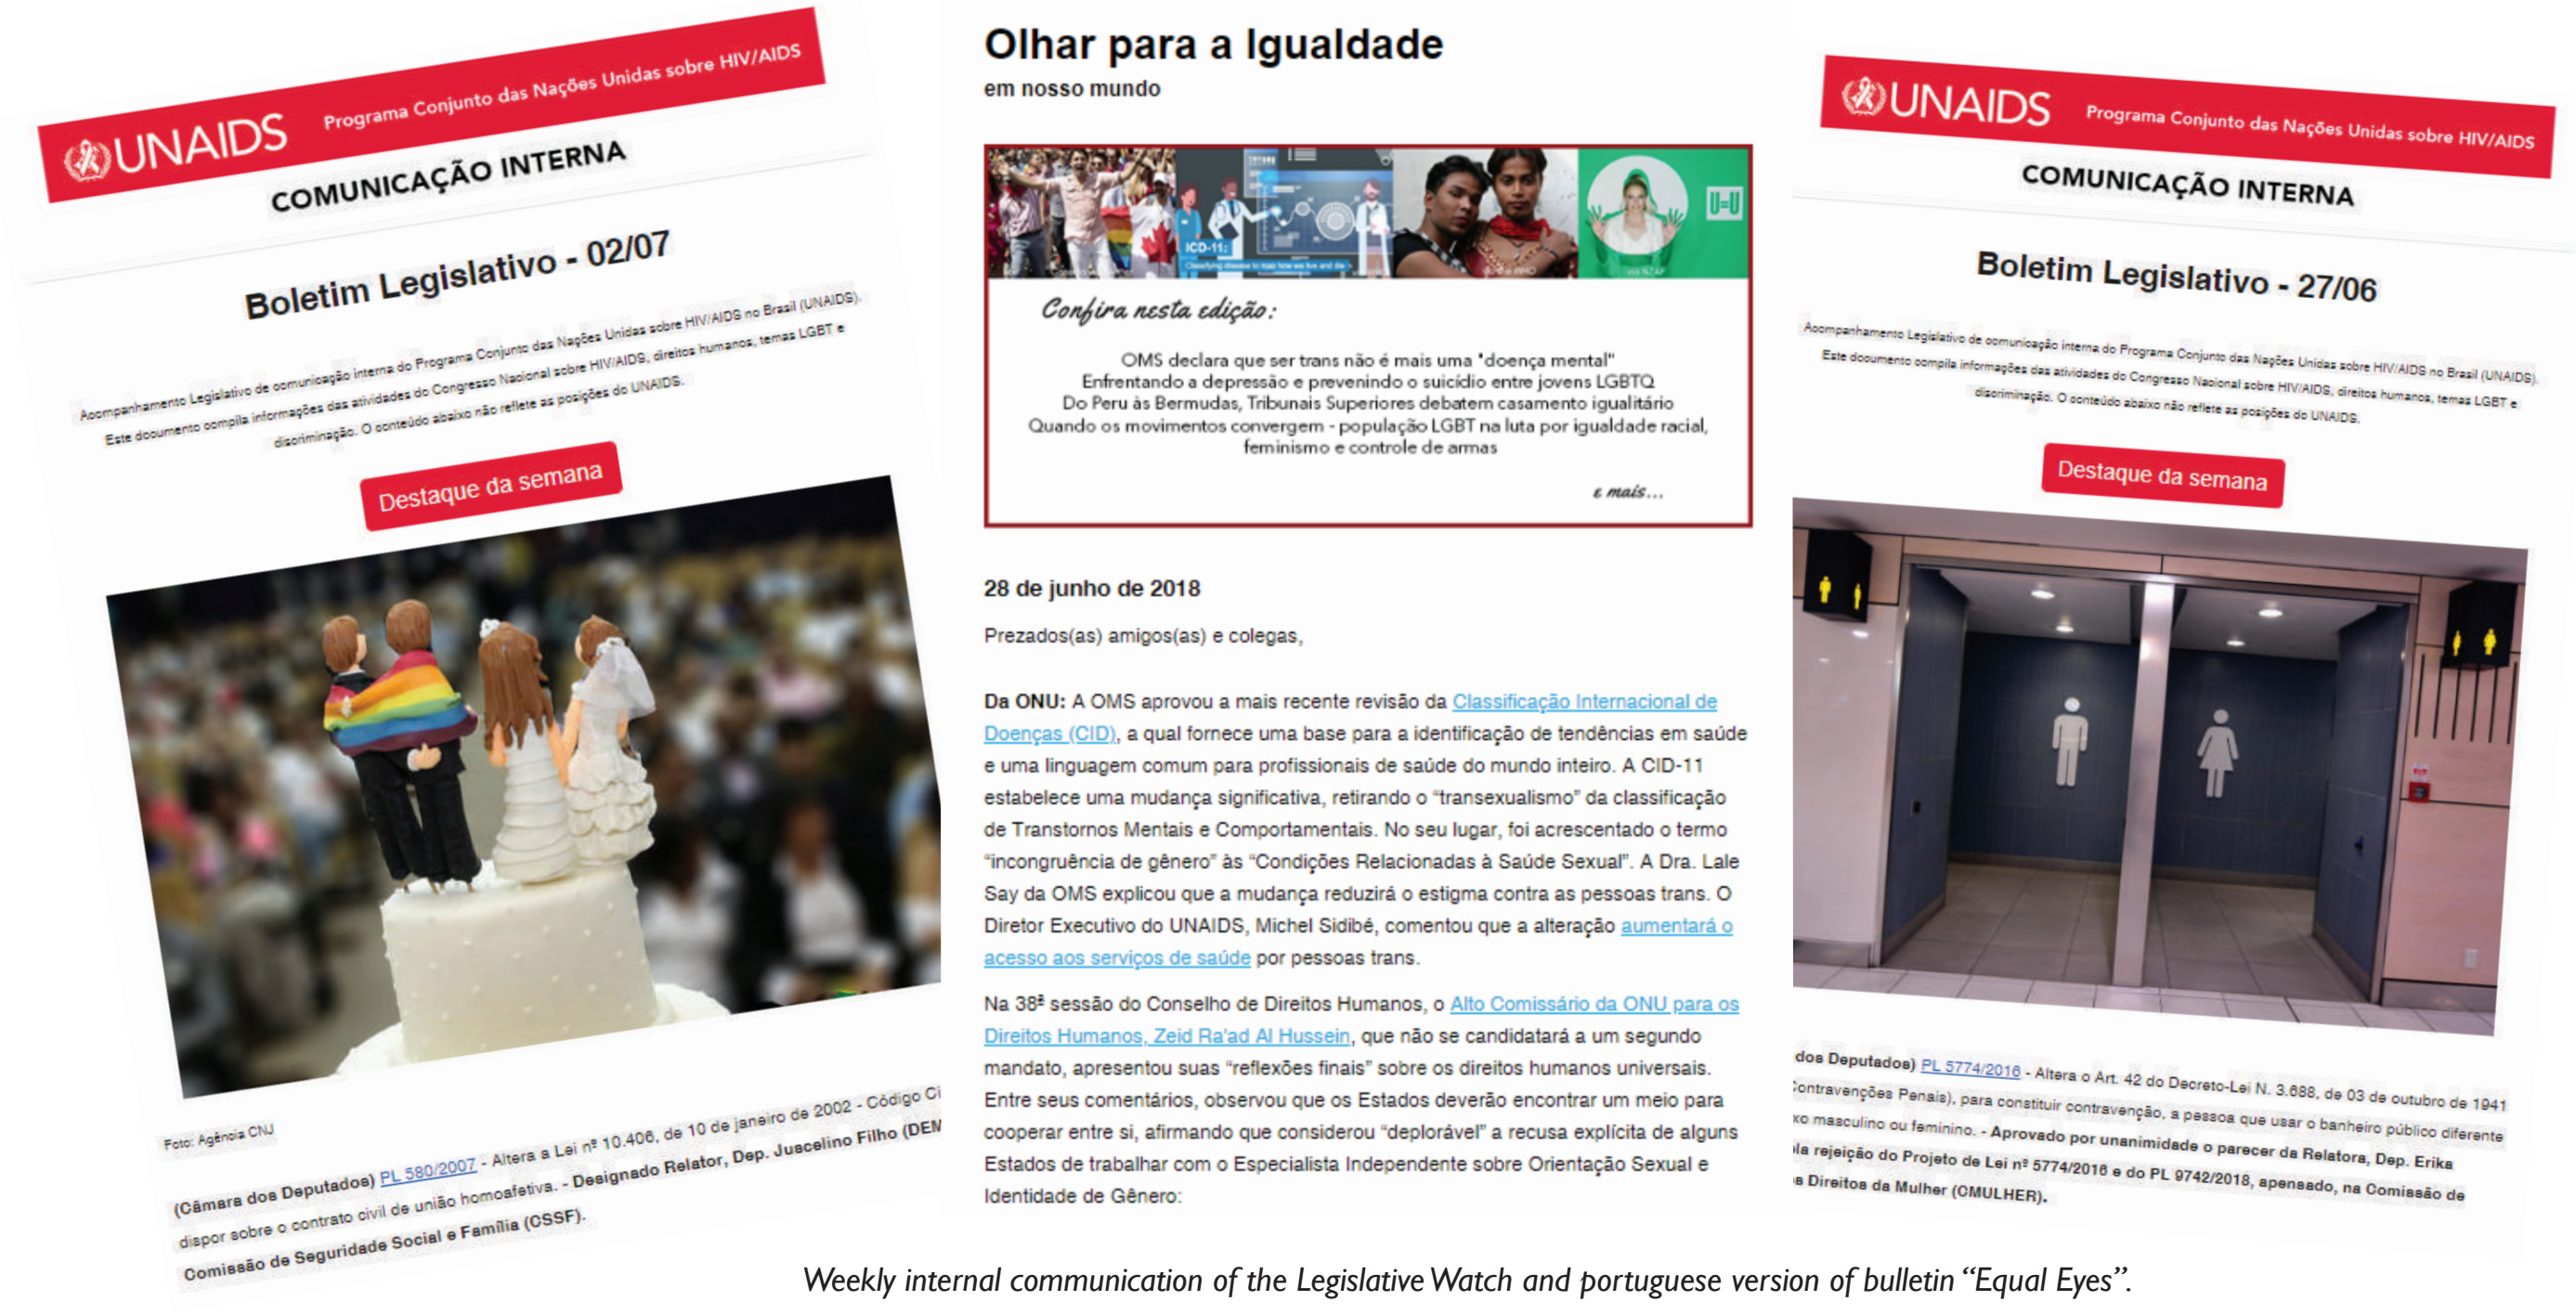 UNAIDS Programa Conjunto das Nações Unidas sobre HIV/AIDS
COMUNICAÇÃO INTERNA
Boletim Legislativo - 02/07
Acompanhamento Legislativo de comunicação interna do Programa Conjunto das Nações Unidas sobre HIV/AIDS no Brasil (UNAIDS).
Este documento compila informações das atividades do Congresso Nacional sobre HIV/AIDS, direitos humanos, temas LGBT e
discriminação. O conteúdo abaixo não reflete as posições do UNAIDS.
Destaque da semana
Foto: Agência CNJ
(Câmara dos Deputados) PL 580/2007 - Altera a Lei nº 10.406, de 10 de janeiro de 2002 - Código Ci
dispor sobre o contrato civil de união homoafetiva. - Designado Relator, Dep. Juscelino Filho (DEM
Comissão de Seguridade Social e Família (CSSF).
Olhar para a Igualdade
em nosso mundo
ICD-11:
Classifying disease to map how we live and die
U=U
via NZAF
Confira nesta edição:
OMS declara que ser trans não é mais uma "doença mental"
Enfrentando a depressão e prevenindo o suicídio entre jovens LGBTQ
Do Peru às Bermudas, Tribunais Superiores debatem casamento igualitário
Quando os movimentos convergem - população LGBT na luta por igualdade racial,
feminismo e controle de armas
e mais...
28 de junho de 2018
Prezados(as) amigos(as) e colegas,
Da ONU: A OMS aprovou a mais recente revisão da Classificação Internacional de
Doenças (CID), a qual fornece uma base para a identificação de tendências em saúde
e uma linguagem comum para profissionais de saúde do mundo inteiro. A CID-11
estabelece uma mudança significativa, retirando o “transexualismo” da classificação
de Transtornos Mentais e Comportamentais. No seu lugar, foi acrescentado o termo
“incongruência de gênero” às “Condições Relacionadas à Saúde Sexual”. A Dra. Lale
Say da OMS explicou que a mudança reduzirá o estigma contra as pessoas trans. O
Diretor Executivo do UNAIDS, Michel Sidibé, comentou que a alteração aumentará o
acesso aos serviços de saúde por pessoas trans.
Na 38ª sessão do Conselho de Direitos Humanos, o Alto Comissário da ONU para os
Direitos Humanos, Zeid Ra'ad Al Hussein, que não se candidatará a um segundo
mandato, apresentou suas “reflexões finais” sobre os direitos humanos universais.
Entre seus comentários, observou que os Estados deverão encontrar um meio para
cooperar entre si, afirmando que considerou “deplorável” a recusa explícita de alguns
Estados de trabalhar com o Especialista Independente sobre Orientação Sexual e
Identidade de Gênero:
UNAIDS Programa Conjunto das Nações Unidas sobre HIV/AIDS
COMUNICAÇÃO INTERNA
Boletim Legislativo - 27/06
Acompanhamento Legislativo de comunicação interna do Programa Conjunto das Nações Unidas sobre HIV/AIDS no Brasil (UNAIDS).
Este documento compila informações das atividades do Congresso Nacional sobre HIV/AIDS, direitos humanos, temas LGBT e
discriminação. O conteúdo abaixo não reflete as posições do UNAIDS.
Destaque da semana
dos Deputados) PL 5774/2016 - Altera o Art. 42 do Decreto-Lei N. 3.688, de 03 de outubro de 1941
Contravenções Penais), para constituir contravenção, a pessoa que usar o banheiro público diferente
xo masculino ou feminino. - Aprovado por unanimidade o parecer da Relatora, Dep. Erika
la rejeição do Projeto de Lei nº 5774/2016 e do PL 9742/2018, apensado, na Comissão de
s Direitos da Mulher (CMULHER).
Weekly internal communication of the Legislative Watch and portuguese version of bulletin “Equal Eyes”.